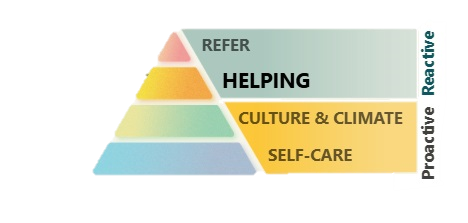 REFER
HELPING
CULTURE & CLIMATE
SELF-CARE
Reactive
Proactive